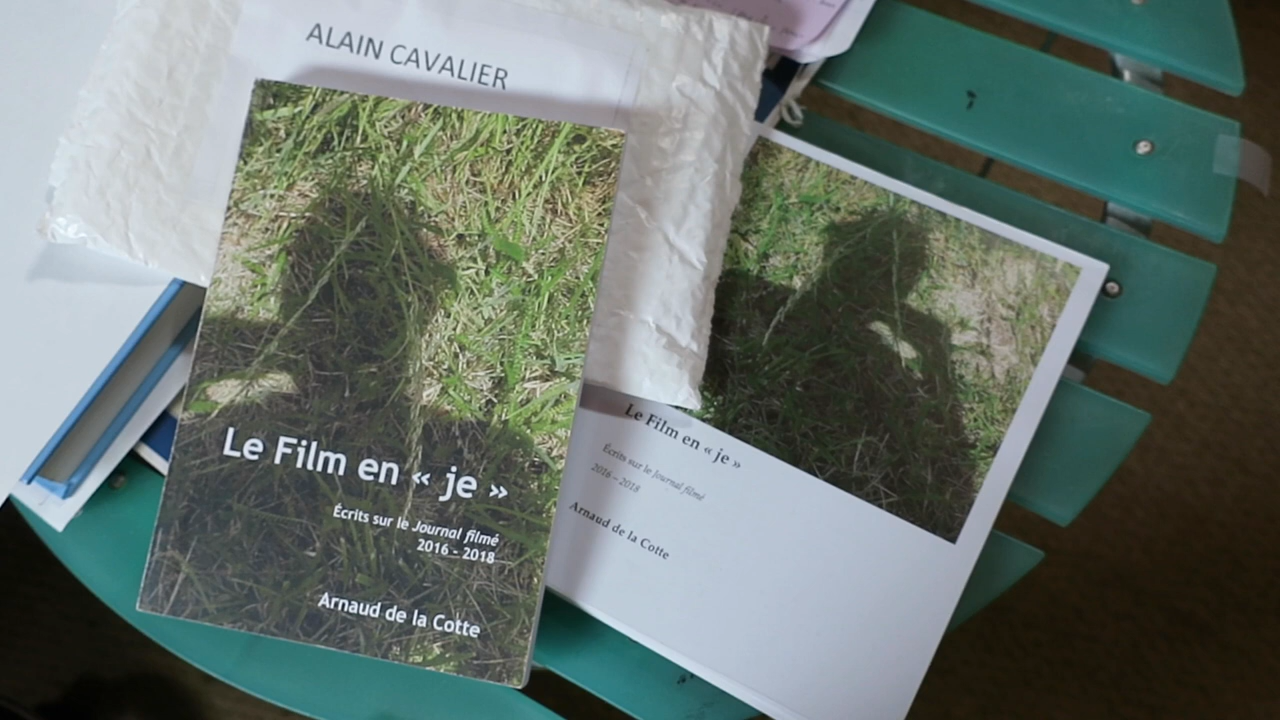 ALAIN CAVALIER
Le Film en « je »
Écrits sur le Journal filmé
2016 - 2018
Arnaud de la Cotte
Le Film en « je »
Écrits sur le Journal filmé
2016 – 2018
Arnaud de la Cotte